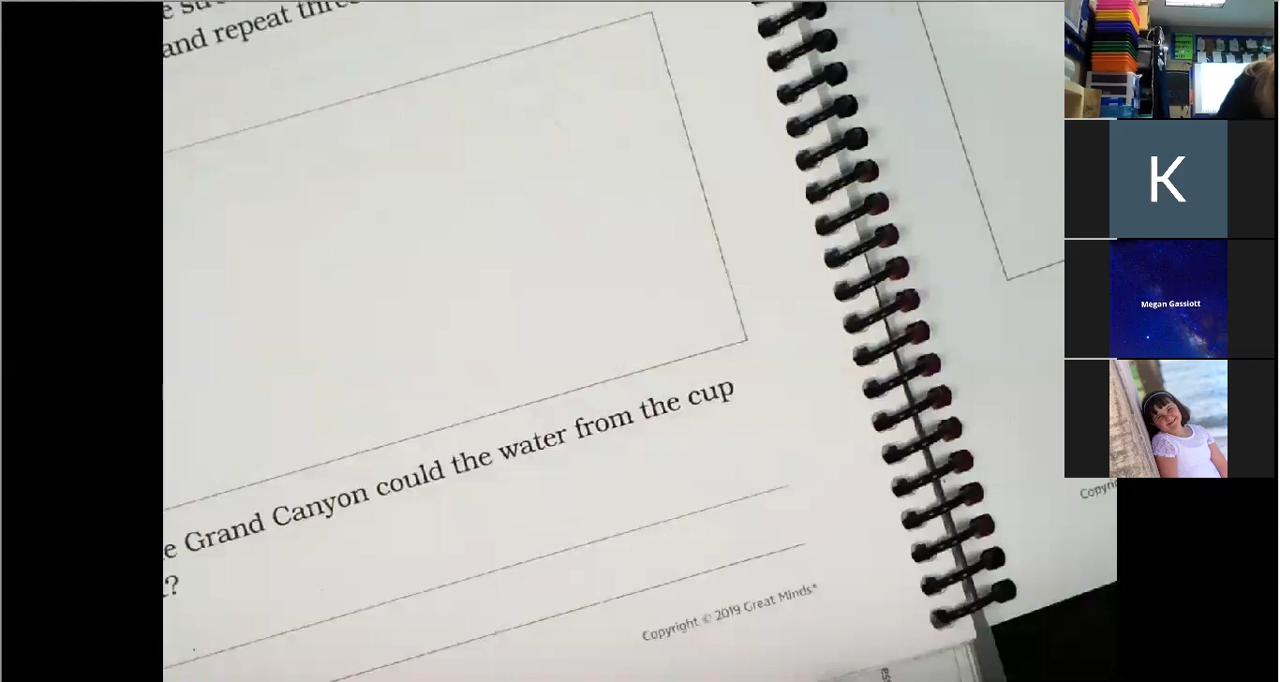 and repeat
e Grand Canyon could the water from the cup
?
Copyright © 2019 Great Minds®
K
Megan Gassiott